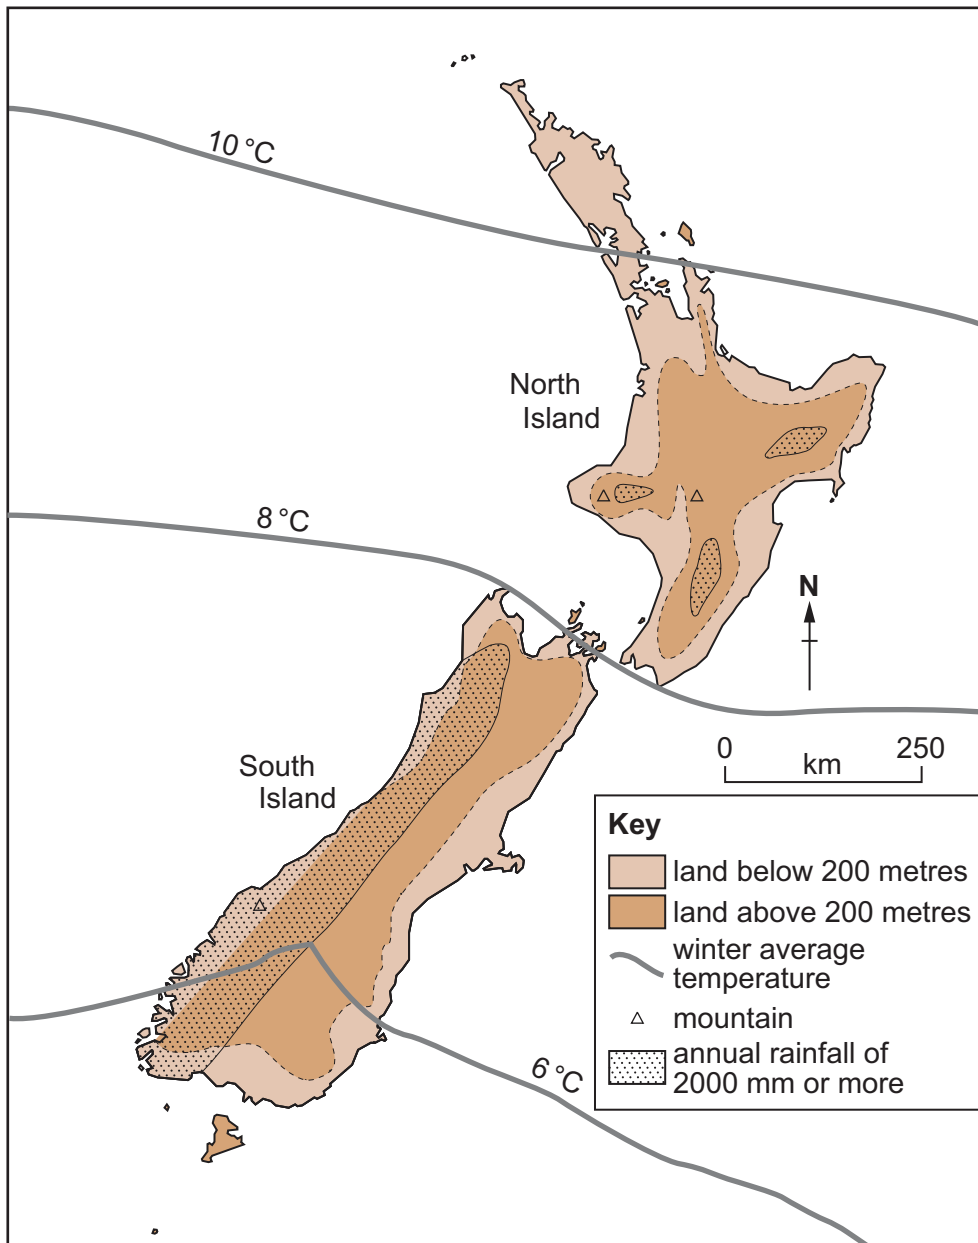 10 °C
North
Island
8 °C
N
0 250
km
South
Island
Key
land below 200 metres
land above 200 metres
winter average
temperature
mountain
annual rainfall of
2000 mm or more
6 °C